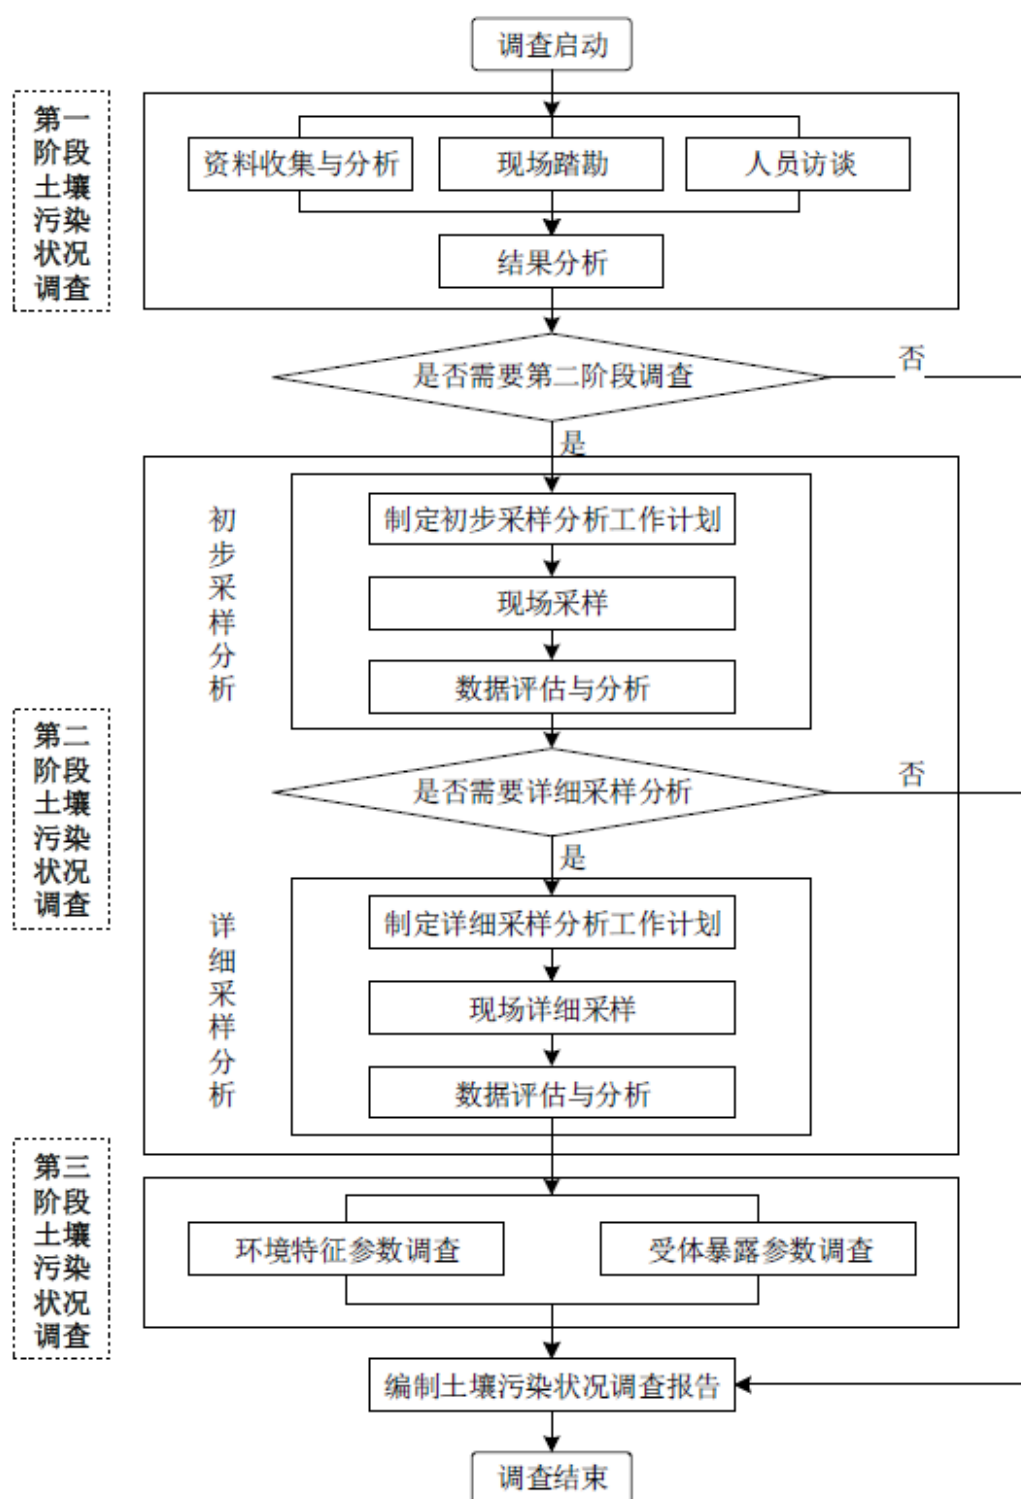 调查启动
第一
阶段
土壤
污染
状况
调查
资料收集与分析
现场踏勘
人员访谈
结果分析
是否需要第二阶段调查
否
是
初
步
采
样
分
析
制定初步采样分析工作计划
现场采样
数据评估与分析
第二
阶段
土壤
污染
状况
调查
是否需要详细采样分析
否
是
详
细
采
样
分
析
制定详细采样分析工作计划
现场详细采样
数据评估与分析
第三
阶段
土壤
污染
状况
调查
环境特征参数调查
受体暴露参数调查
编制土壤污染状况调查报告
调查结束